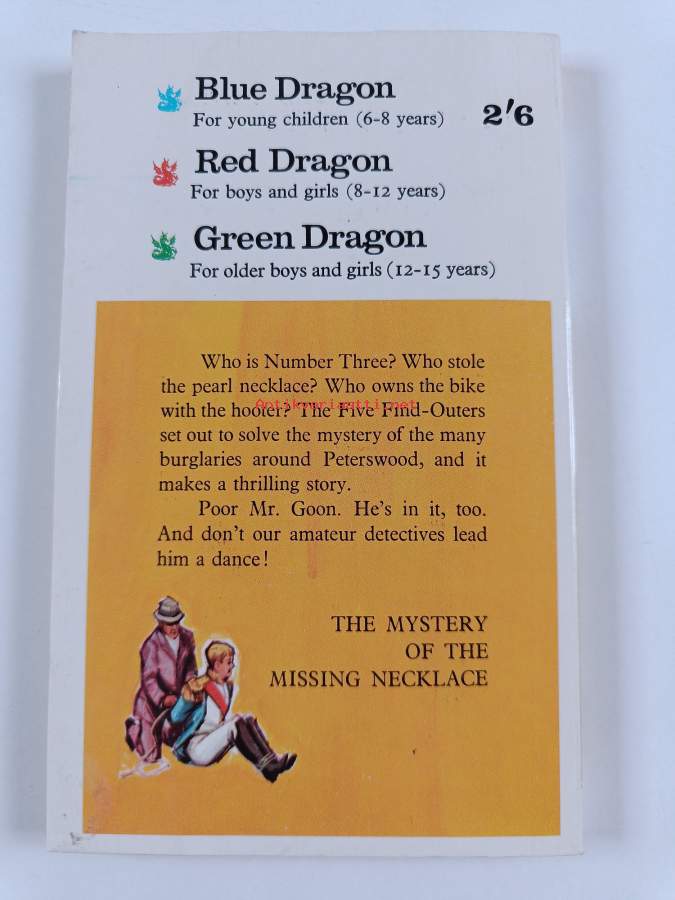 Blue Dragon
For young children (6-8 years)
2/6
Red Dragon
For boys and girls (8-12 years)
Green Dragon
For older boys and girls (12-15 years)
Who is Number Three? Who stole
the pearl necklace? Who owns the bike
with the hooter? The Five Find-Outers
Antikvariaatti.net
set out to solve the mystery of the many
burglaries around Peterswood, and it
makes a thrilling story.
Poor Mr. Goon. He's in it, too.
And don't our amateur detectives lead
him a dance!
THE MYSTERY
OF THE
MISSING NECKLACE